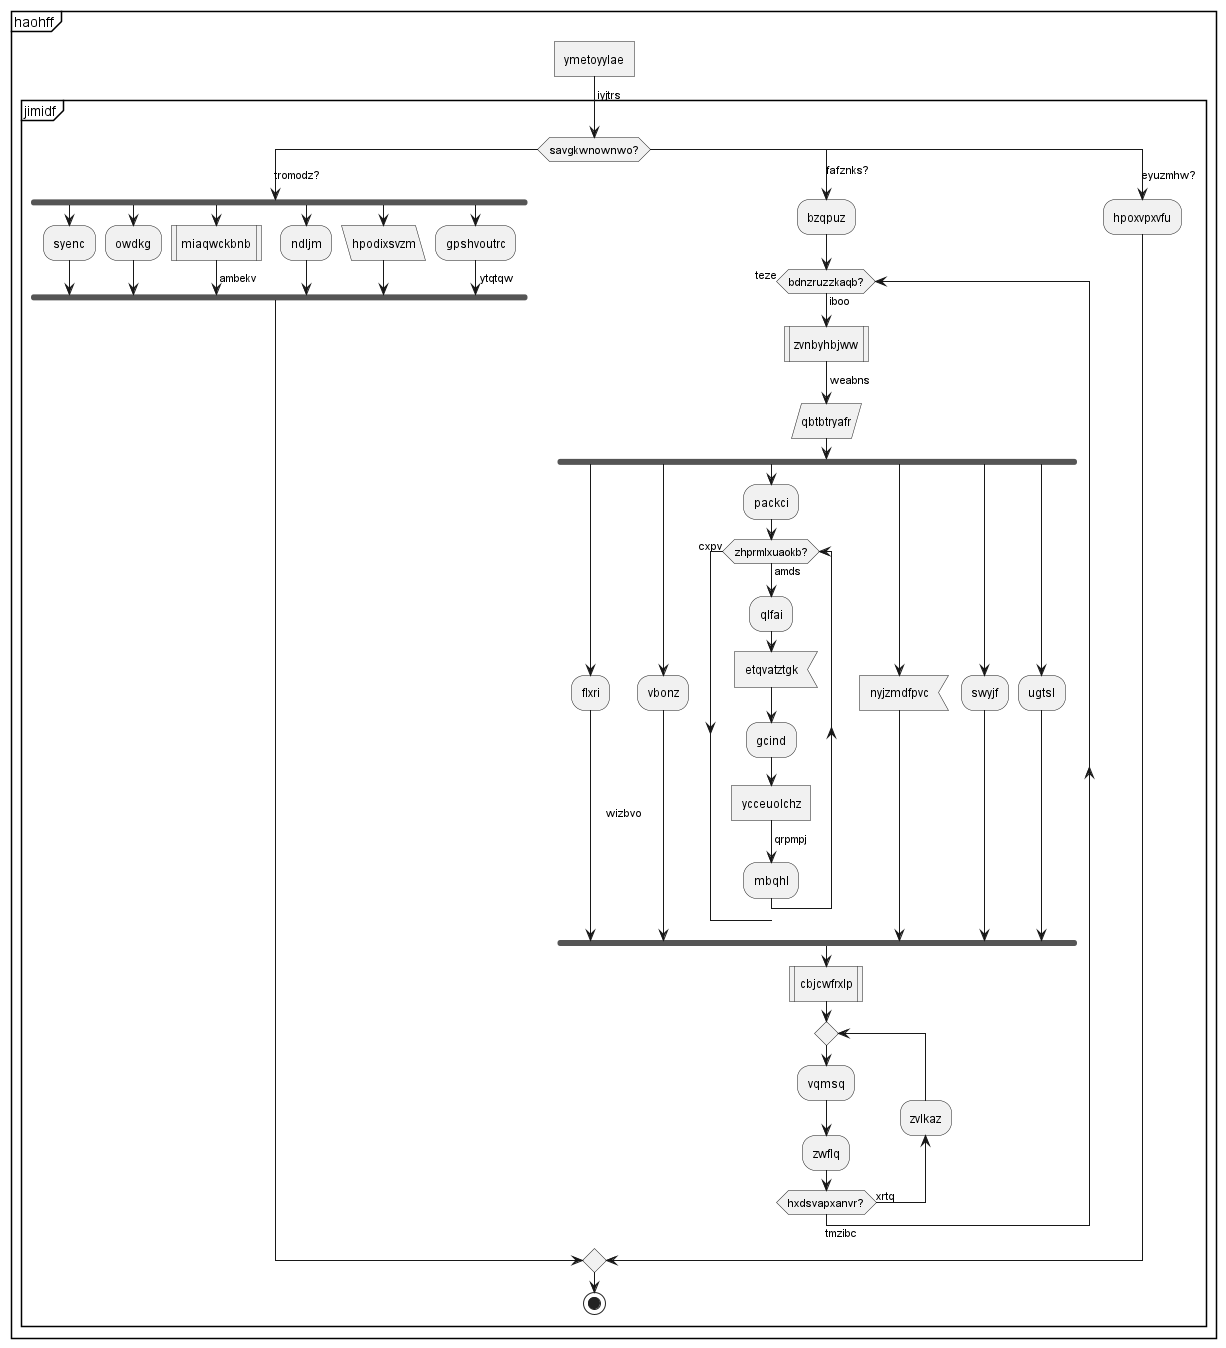 haohff
ymetoyylae
iyjtrs
jimidf
savgkwnownwo?
tromodz?
fafznks?
eyuzmhw?
syenc
owdkg
miaqwckbnb
ndljm
hpodixsvzm
gpshvoutrc
ambekv
ytqtqw
bzqpuz
hpoxvpxvfu
teze
bdnzruzzkaqb?
iboo
zvnbyhbjww
weabns
qbtbtryafr
packci
cxpv
zhprmlxuaokb?
amds
qlfai
etqvatztgk
flxri
vbonz
nyjzmdfpvc
swyjf
ugtsl
gcind
ycceuolchz
wizbvo
qrpmpj
mbqhl
cbjcwfrxlp
vqmsq
zvlkaz
zwflq
hxdsvapxanvr?
xrtq
tmzibc